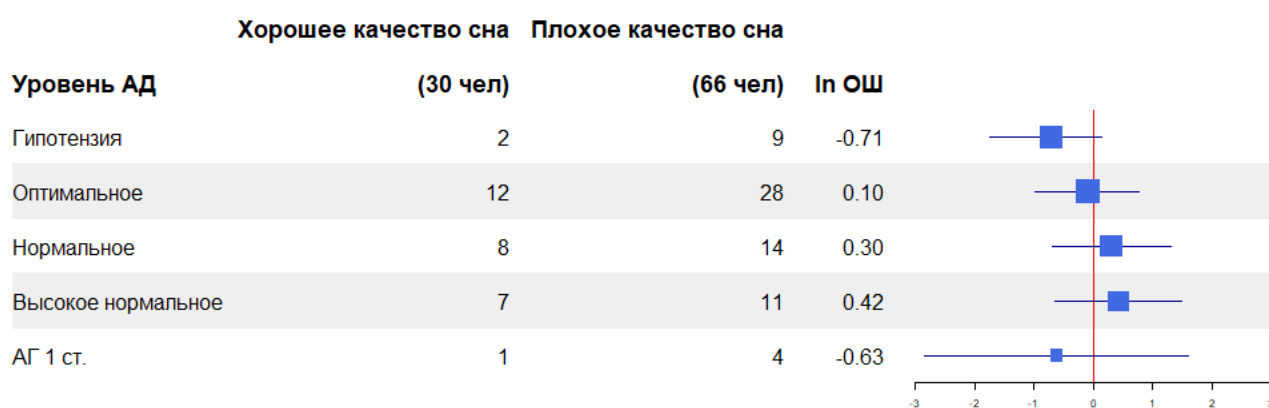 Хорошее качество сна Плохое качество сна
Уровень АД (30 чел) (66 чел) ln ОШ
Гипотензия 2 9 -0.71
Оптимальное 12 28 0.10
Нормальное 8 14 0.30
Высокое нормальное 7 11 0.42
АГ 1 ст. 1 4 -0.63
-3 -2 -1 0 1 2 3